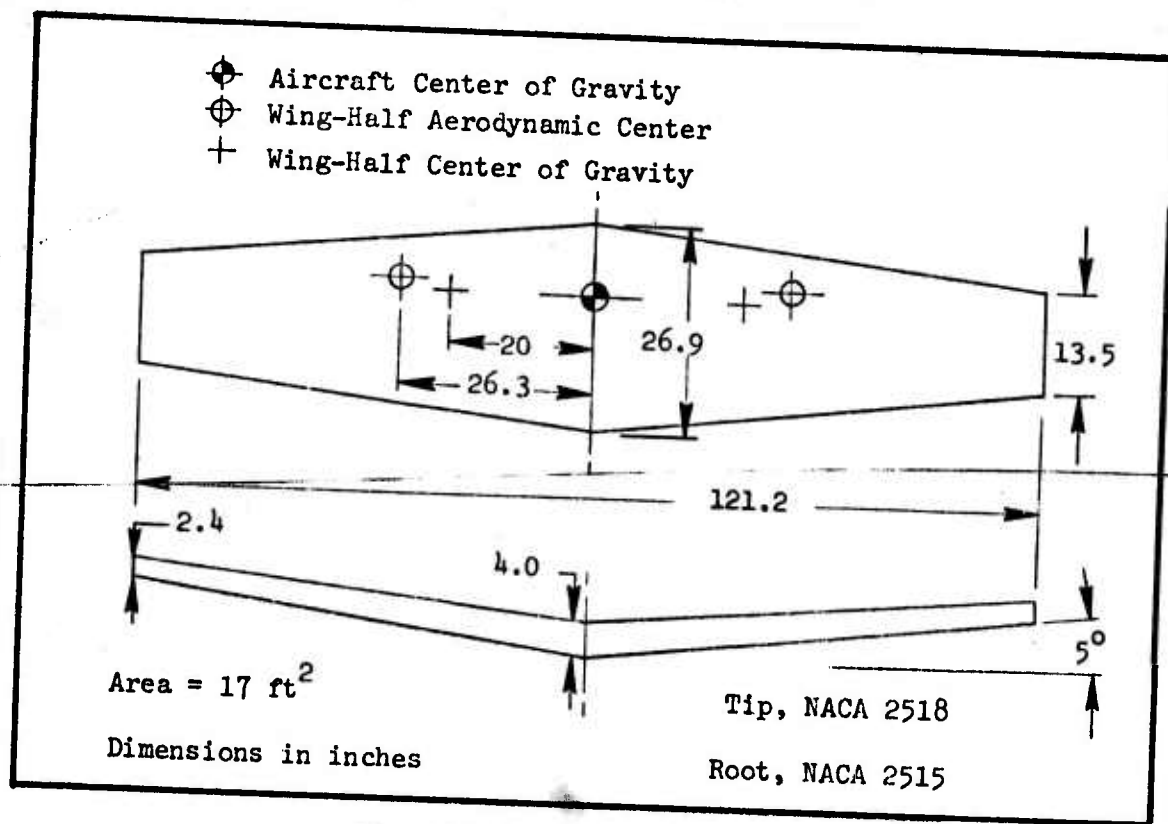 Aircraft Center of Gravity
Wing-Half Aerodynamic Center
Wing-Half Center of Gravity
20
26.9
13.5
26.3
121.2
2.4
4.0
5°
Area = 17 ft²
Tip, NACA 2518
Dimensions in inches
Root, NACA 2515